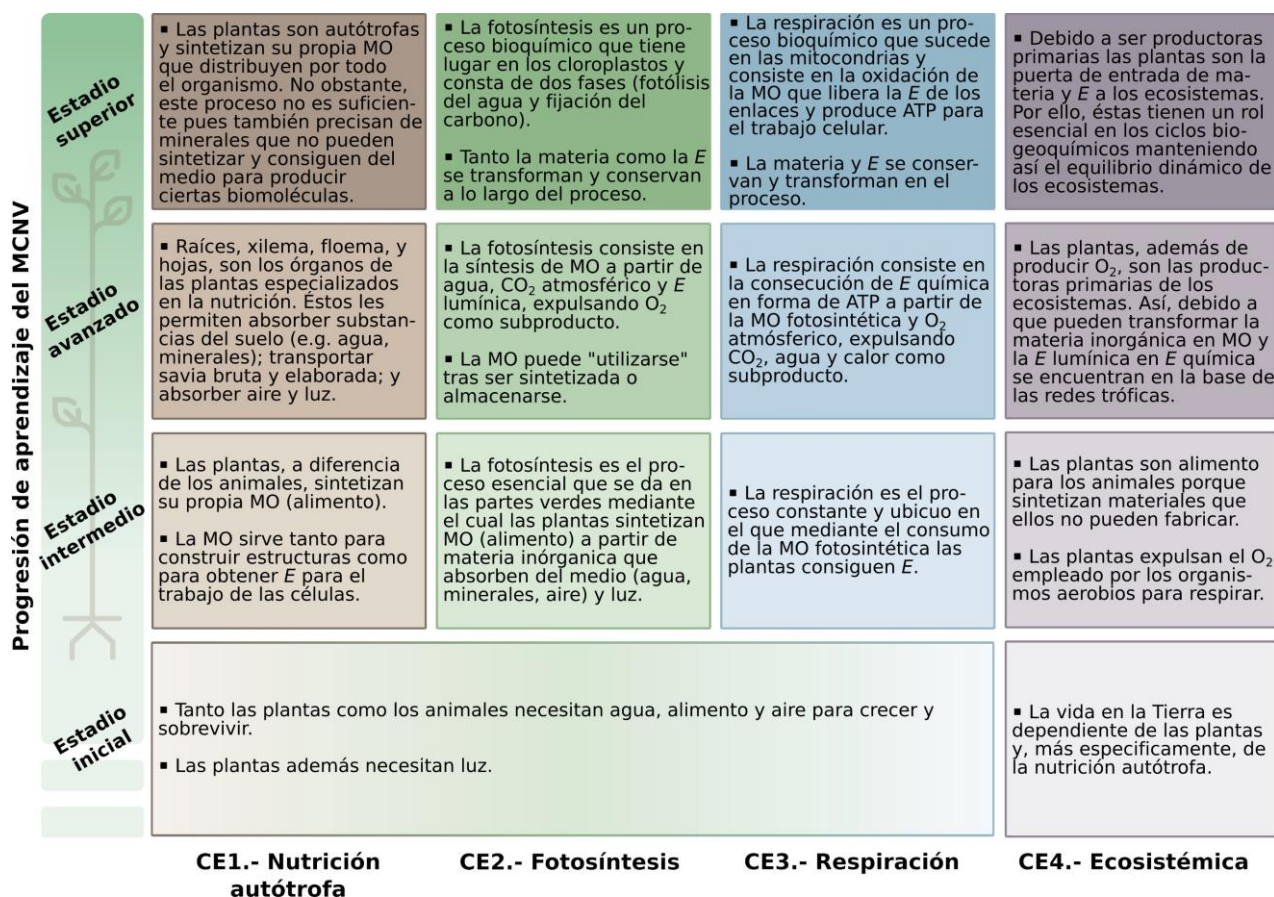 Progresión de aprendizaje del MCNV
Estadio
superior
▪ Las plantas son autótrofas
y sintetizan su propia MO
que distribuyen por todo
el organismo. No obstante,
este proceso no es suficien-
te pues también precisan de
minerales que no pueden
sintetizar y consiguen del
medio para producir
ciertas biomoléculas.
▪ La fotosíntesis es un pro-
ceso bioquímico que tiene
lugar en los cloroplastos y
consta de dos fases (fotólisis
del agua y fijación del
carbono).
▪ Tanto la materia como la E
se transforman y conservan
a lo largo del proceso.
▪ La respiración es un pro-
ceso bioquímico que sucede
en las mitocondrias y
consiste en la oxidación de
la MO que libera la E de los
enlaces y produce ATP para
el trabajo celular.
▪ La materia y E se conser-
van y transforman en el
proceso.
▪ Debido a ser productoras
primarias las plantas son la
puerta de entrada de ma-
teria y E a los ecosistemas.
Por ello, éstas tienen un rol
esencial en los ciclos bio-
geoquímicos manteniendo
así el equilibrio dinámico de
los ecosistemas.
Estadio
avanzado
▪ Raíces, xilema, floema, y
hojas, son los órganos de
las plantas especializados
en la nutrición. Éstos les
permiten absorber substan-
cias del suelo (e.g. agua,
minerales); transportar
savia bruta y elaborada; y
absorber aire y luz.
▪ La fotosíntesis consiste en
la síntesis de MO a partir de
agua, CO₂ atmosférico y E
lumínica, expulsando O₂
como subproducto.
▪ La MO puede "utilizarse"
tras ser sintetizada o
almacenarse.
▪ La respiración consiste en
la consecución de E química
en forma de ATP a partir de
la MO fotosintética y O₂
atmósferico, expulsando
CO₂, agua y calor como
subproducto.
▪ Las plantas, además de
producir O₂, son las produc-
toras primarias de los
ecosistemas. Así, debido a
que pueden transformar la
materia inorgánica en MO y
la E lumínica en E química
se encuentran en la base de
las redes tróficas.
Estadio
intermedio
▪ Las plantas, a diferencia
de los animales, sintetizan
su propia MO (alimento).
▪ La MO sirve tanto para
construir estructuras como
para obtener E para el
trabajo de las células.
▪ La fotosíntesis es el pro-
ceso esencial que se da en
las partes verdes mediante
el cual las plantas sintetizan
MO (alimento) a partir de
materia inórganica que
absorben del medio (agua,
minerales, aire) y luz.
▪ La respiración es el pro-
ceso constante y ubicuo en
el que mediante el consumo
de la MO fotosintética las
plantas consiguen E.
▪ Las plantas son alimento
para los animales porque
sintetizan materiales que
ellos no pueden fabricar.
▪ Las plantas expulsan el O₂
empleado por los organis-
mos aerobios para respirar.
Estadio
inicial
▪ Tanto las plantas como los animales necesitan agua, alimento y aire para crecer y
sobrevivir.
▪ Las plantas además necesitan luz.
▪ La vida en la Tierra es
dependiente de las plantas
y, más especificamente, de
la nutrición autótrofa.
CE1.- Nutrición
autótrofa
CE2.- Fotosíntesis
CE3.- Respiración
CE4.- Ecosistémica